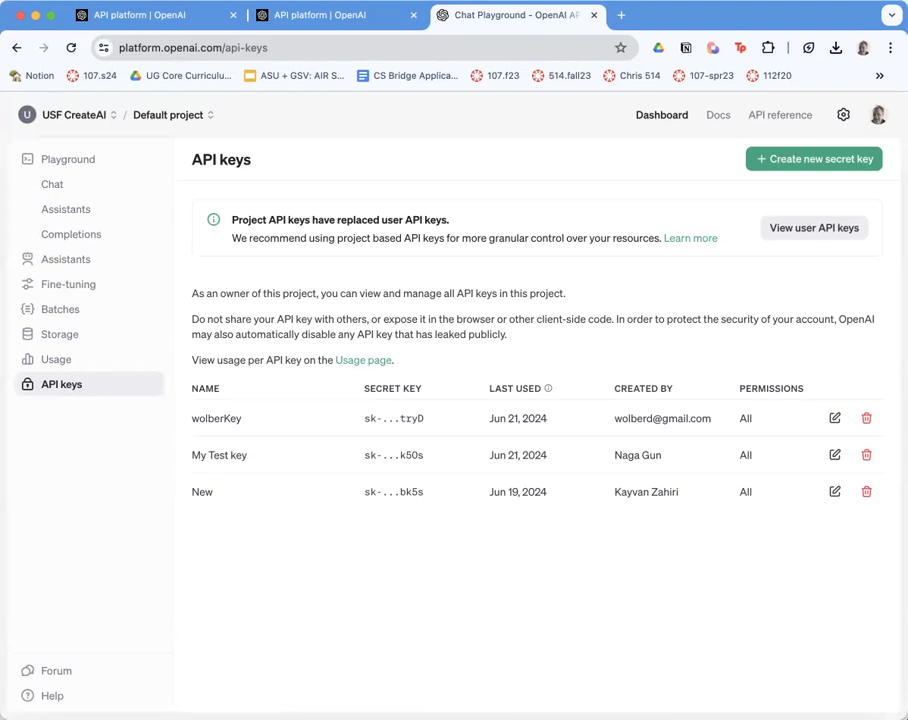 API platform | OpenAI
API platform | OpenAI
Chat Playground - OpenAI AP
platform.openai.com/api-keys
Notion
107.s24
UG Core Curriculu...
ASU + GSV: AIR S...
CS Bridge Applica...
107.f23
514.fall23
Chris 514
107-spr23
112f20
U USF CreateAI / Default project
Dashboard
Docs
API reference
Playground
Chat
Assistants
Completions
Assistants
Fine-tuning
Batches
Storage
Usage
API keys
Forum
Help
API keys
+ Create new secret key
Project API keys have replaced user API keys.
We recommend using project based API keys for more granular control over your resources. Learn more
View user API keys
As an owner of this project, you can view and manage all API keys in this project.
Do not share your API key with others, or expose it in the browser or other client-side code. In order to protect the security of your account, OpenAI
may also automatically disable any API key that has leaked publicly.
View usage per API key on the Usage page.
NAME SECRET KEY LAST USED CREATED BY PERMISSIONS
wolberKey sk-...tryD Jun 21, 2024 wolberd@gmail.com All
My Test key sk-...k50s Jun 21, 2024 Naga Gun All
New sk-...bk5s Jun 19, 2024 Kayvan Zahiri All